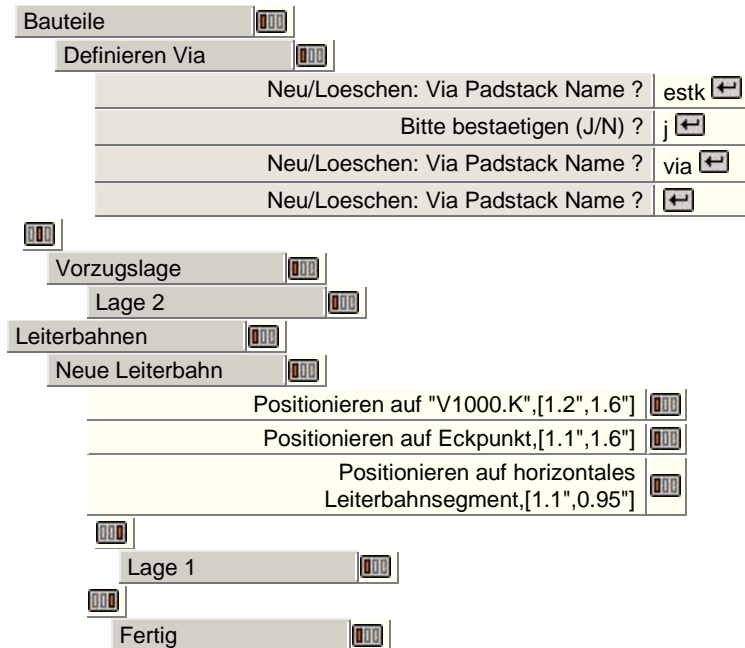 Bauteile
Definieren Via
Neu/Loeschen: Via Padstack Name ? estk
Bitte bestaetigen (J/N) ? j
Neu/Loeschen: Via Padstack Name ? via
Neu/Loeschen: Via Padstack Name ?
Vorzugslage
Lage 2
Leiterbahnen
Neue Leiterbahn
Positionieren auf "V1000.K",[1.2",1.6"]
Positionieren auf Eckpunkt,[1.1",1.6"]
Positionieren auf horizontales
Leiterbahnsegment,[1.1",0.95"]
Lage 1
Fertig